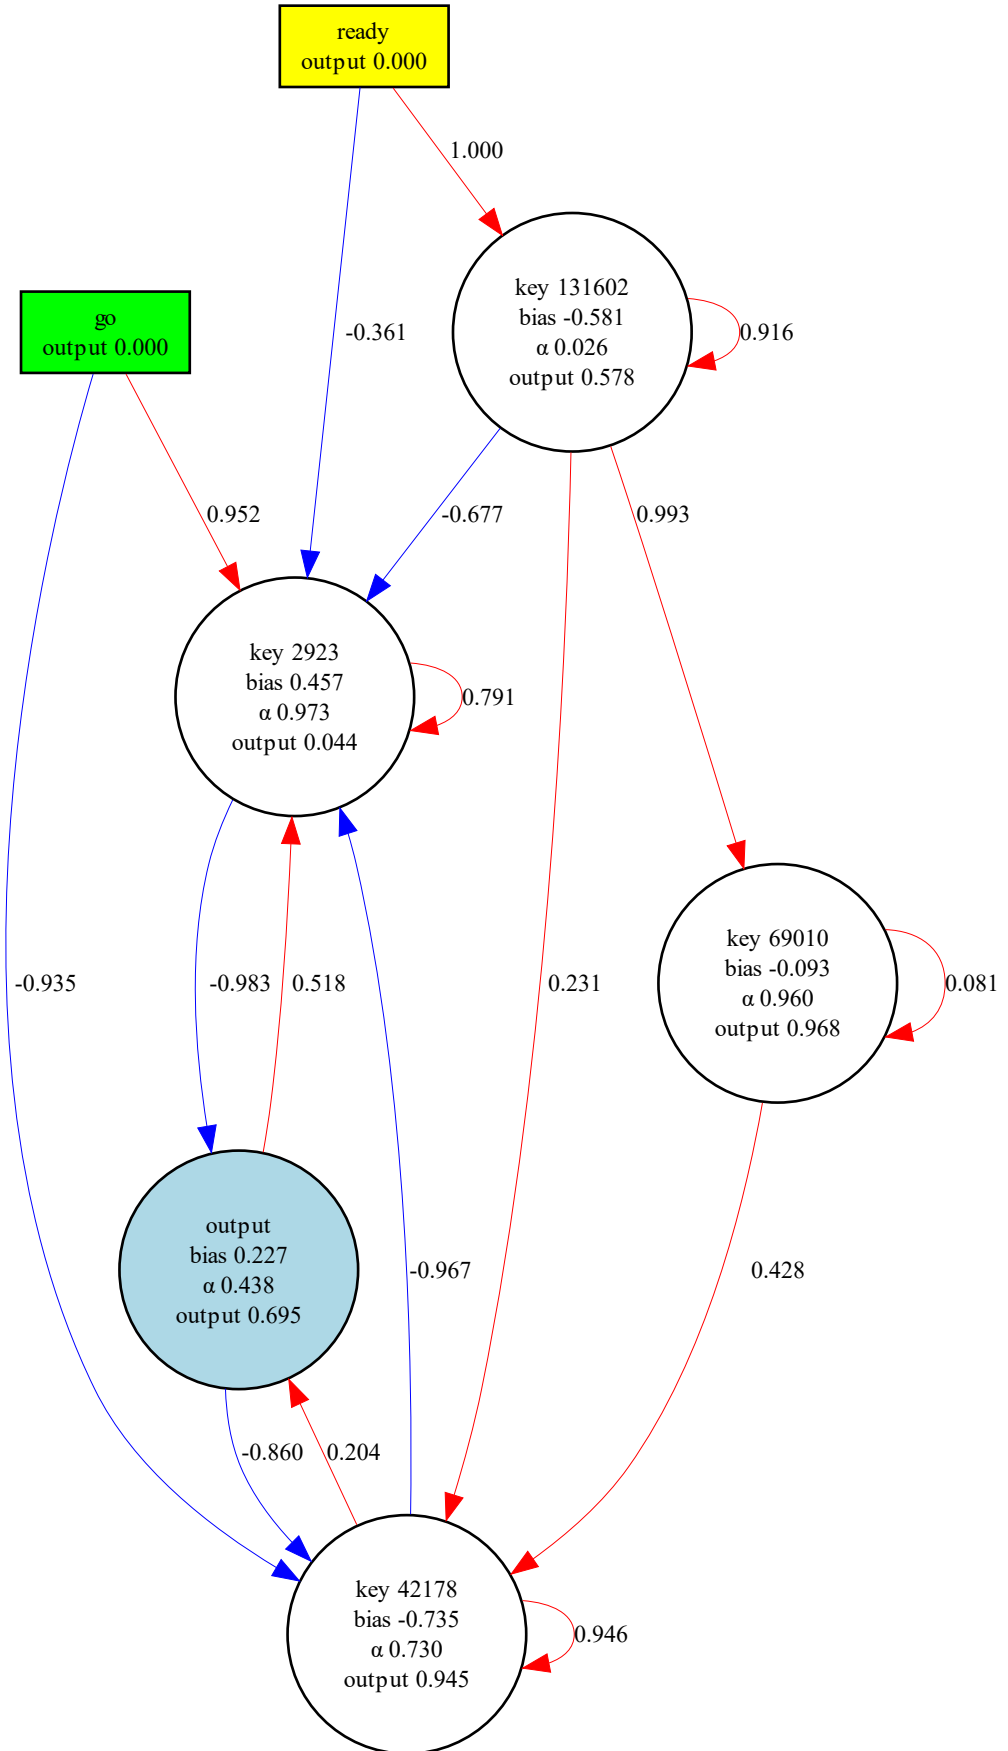 ready
output 0.000
1.000
key 131602
bias -0.581
α 0.026
output 0.578
0.916
-0.361
go
output 0.000
0.952
-0.677
0.993
key 2923
bias 0.457
α 0.973
output 0.044
0.791
key 69010
bias -0.093
α 0.960
output 0.968
0.081
-0.935
-0.983
0.518
0.231
output
bias 0.227
α 0.438
output 0.695
-0.967
0.428
-0.860
0.204
key 42178
bias -0.735
α 0.730
output 0.945
0.946